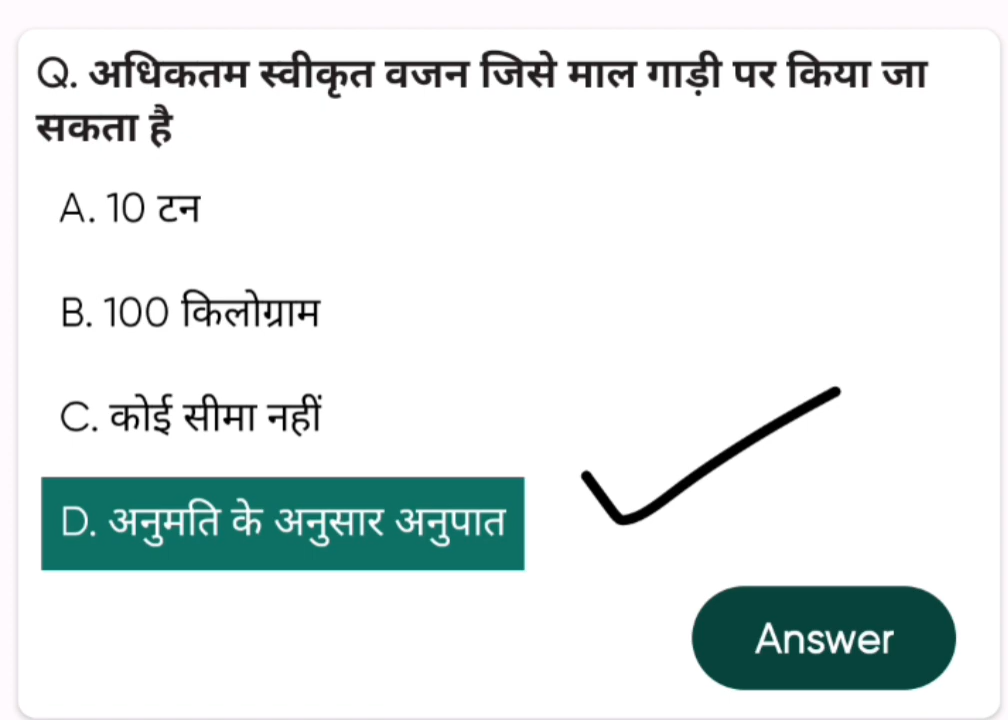 Q. अधिकतम स्वीकृत वजन जिसे माल गाड़ी पर किया जा
सकता है
A. 10 टन
B. 100 किलोग्राम
C. कोई सीमा नहीं
D. अनुमति के अनुसार अनुपात
Answer